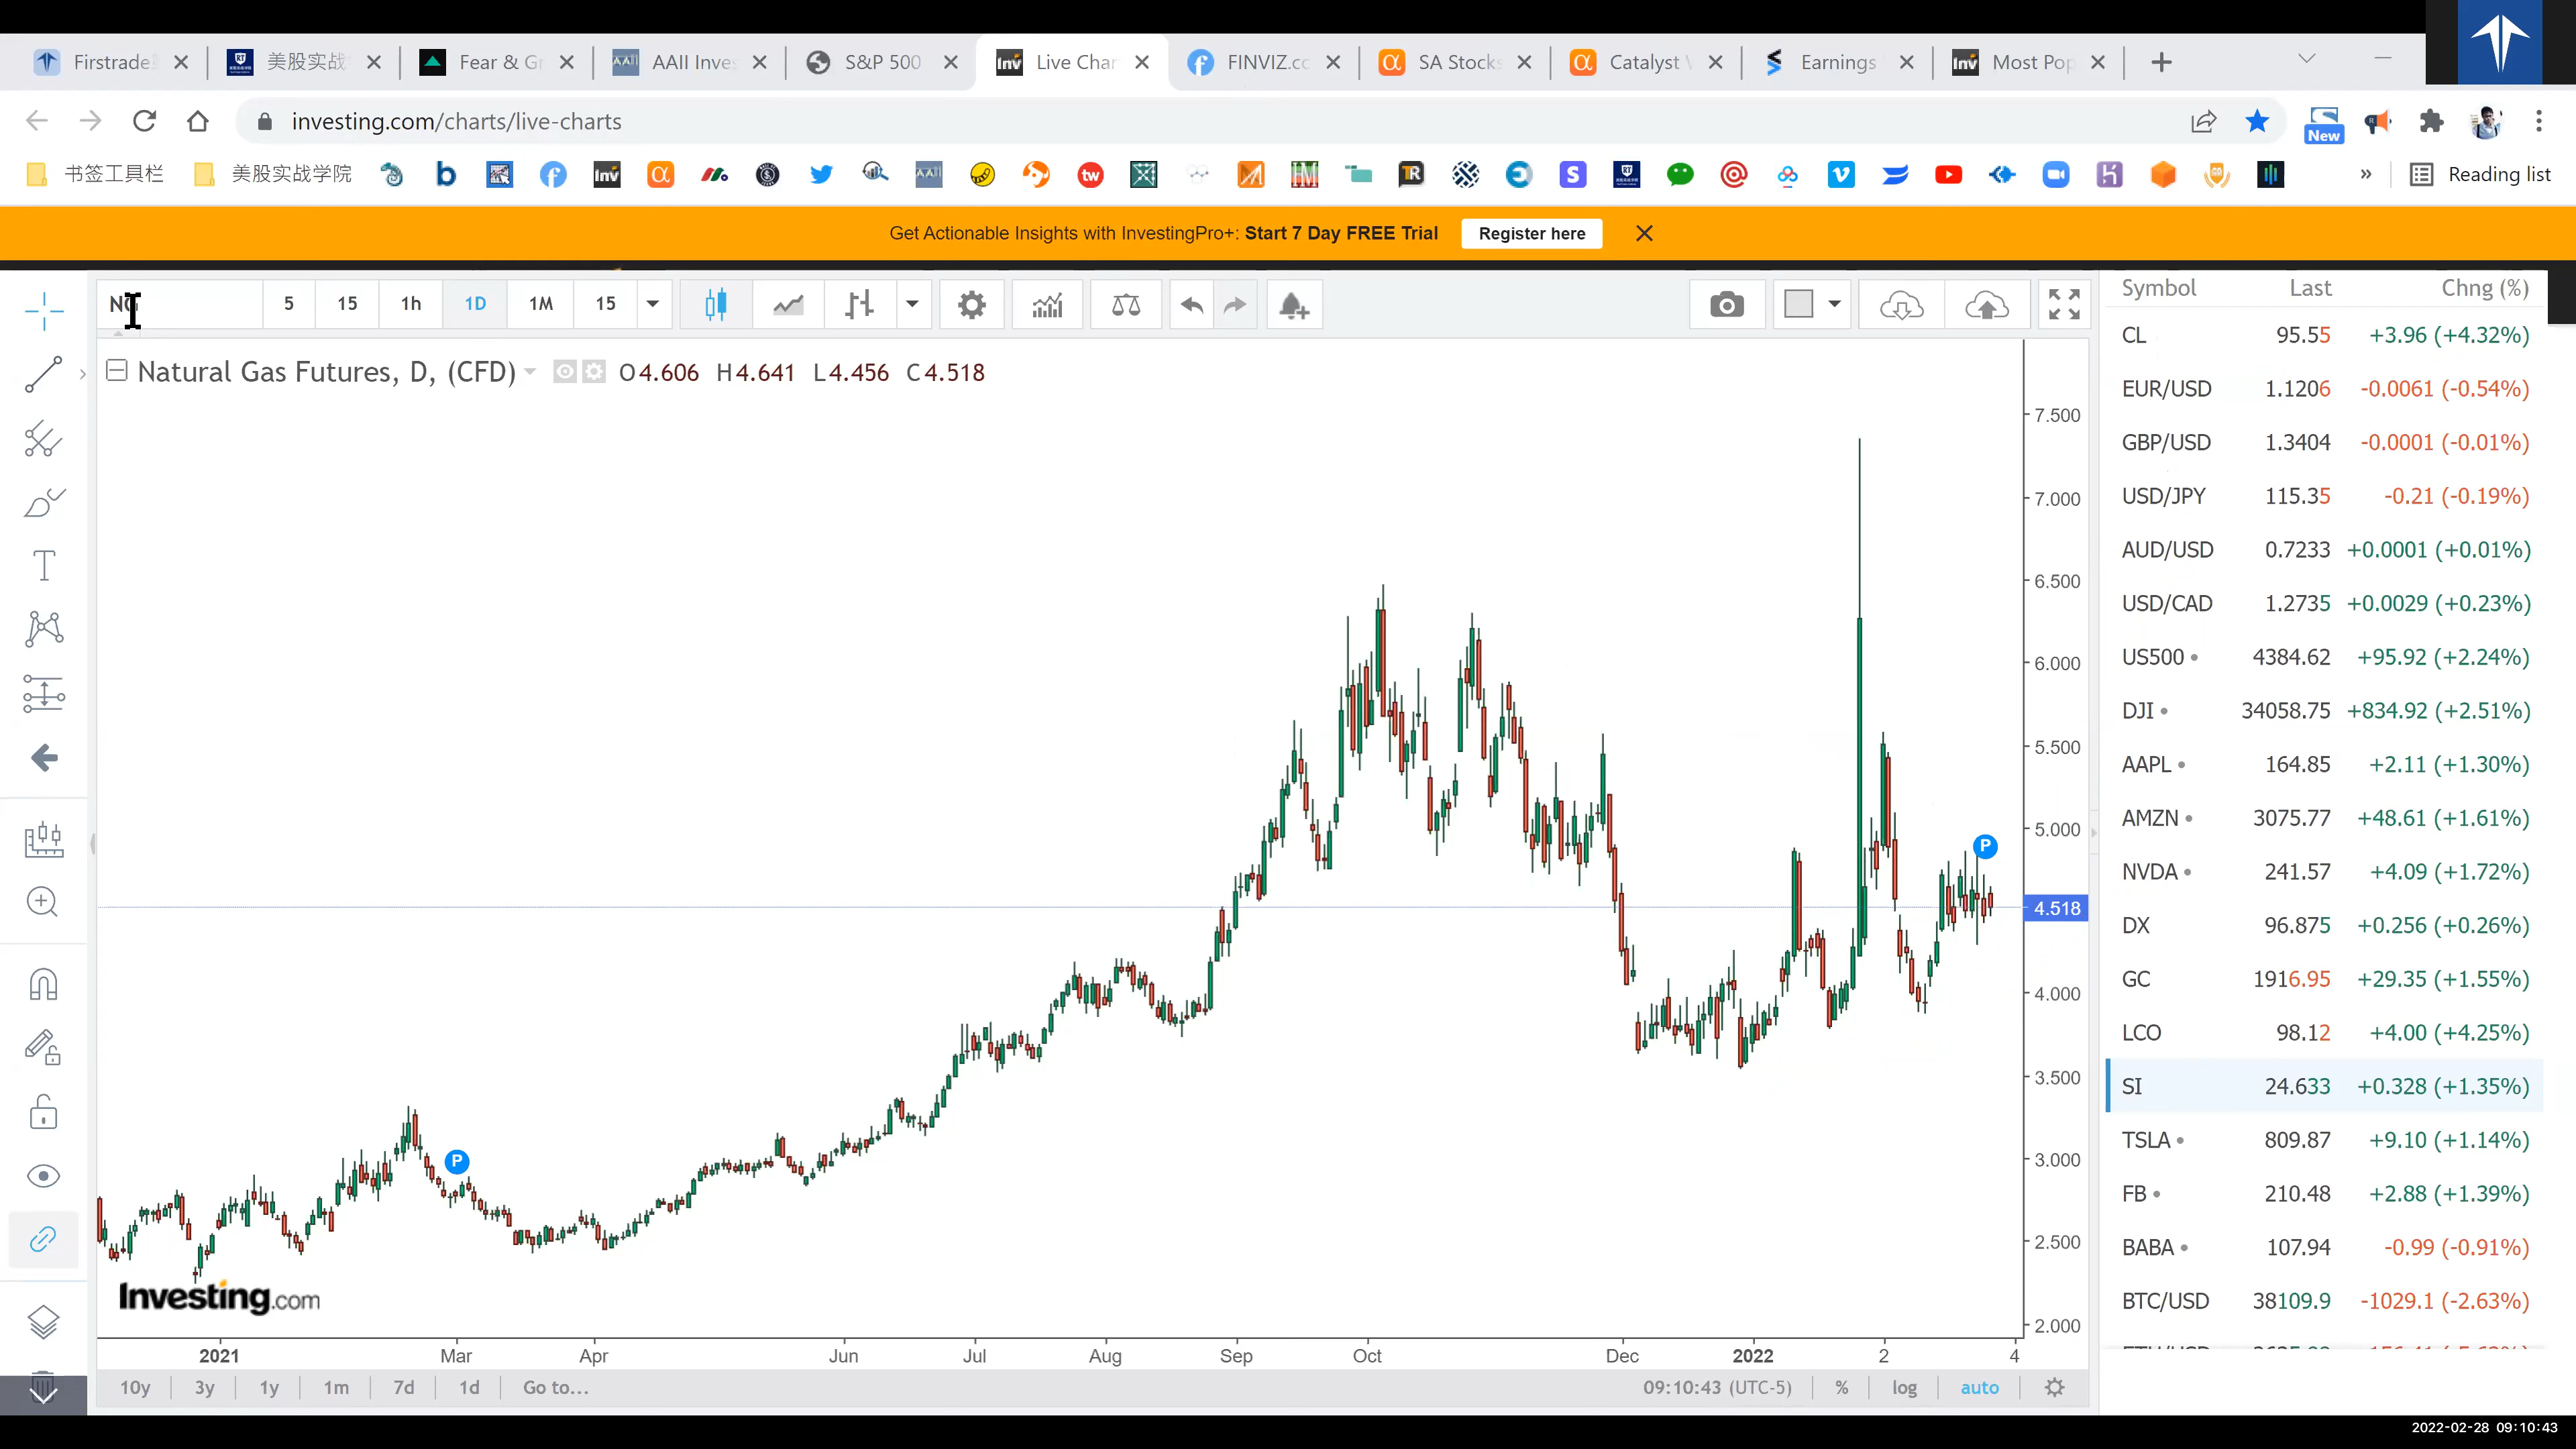 Firstrade
美股实战
Fear & Gr
AAII Inves
S&P 500
Live Char
FINVIZ.co
SA Stocks
Catalyst
Earnings
Most Pop
investing.com/charts/live-charts
New
书签工具栏
美股实战学院
Reading list
Get Actionable Insights with InvestingPro+: Start 7 Day FREE Trial
Register here
5 15 1h 1D 1M 15
Natural Gas Futures, D, (CFD) O4.606 H4.641 L4.456 C4.518
7.500
7.000
6.500
6.000
5.500
5.000
4.518
4.000
3.500
3.000
2.500
2.000
P
P
Investing.com
2021 Mar Apr Jun Jul Aug Sep Oct Dec 2022 2 4
10y 3y 1y 1m 7d 1d Go to...
09:10:43 (UTC-5) % log auto
Symbol Last Chng (%)
CL 95.55 +3.96 (+4.32%)
EUR/USD 1.1206 -0.0061 (-0.54%)
GBP/USD 1.3404 -0.0001 (-0.01%)
USD/JPY 115.35 -0.21 (-0.19%)
AUD/USD 0.7233 +0.0001 (+0.01%)
USD/CAD 1.2735 +0.0029 (+0.23%)
US500 4384.62 +95.92 (+2.24%)
DJI 34058.75 +834.92 (+2.51%)
AAPL 164.85 +2.11 (+1.30%)
AMZN 3075.77 +48.61 (+1.61%)
NVDA 241.57 +4.09 (+1.72%)
DX 96.875 +0.256 (+0.26%)
GC 1916.95 +29.35 (+1.55%)
LCO 98.12 +4.00 (+4.25%)
SI 24.633 +0.328 (+1.35%)
TSLA 809.87 +9.10 (+1.14%)
FB 210.48 +2.88 (+1.39%)
BABA 107.94 -0.99 (-0.91%)
BTC/USD 38109.9 -1029.1 (-2.63%)
2022-02-28 09:10:43